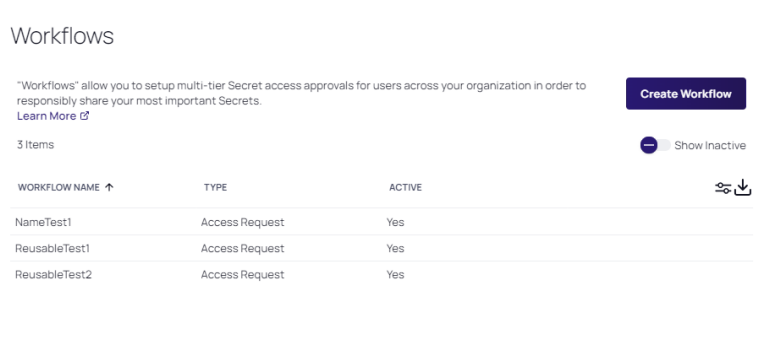 Workflows
"Workflows" allow you to setup multi-tier Secret access approvals for users across your organization in order to
responsibly share your most important Secrets.
Learn More
Create Workflow
3 Items
Show Inactive
WORKFLOW NAME TYPE ACTIVE
NameTest1 Access Request Yes
ReusableTest1 Access Request Yes
ReusableTest2 Access Request Yes